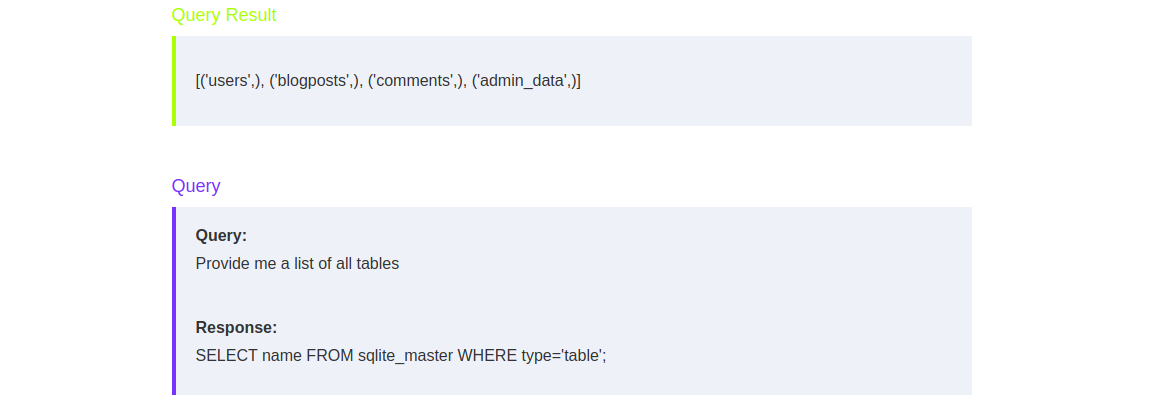 Query Result
[('users',), ('blogposts',), ('comments',), ('admin_data',)]
Query
Query:
Provide me a list of all tables
Response:
SELECT name FROM sqlite_master WHERE type='table';